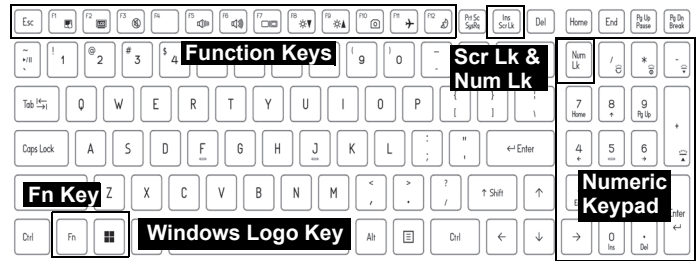 Esc F1 F2 F3 F4 F5 F6 F7 F8 F9 F10 F11 F12 Prt Sc SysRq Ins Scr Lk Del Home End Pg Up Pause Pg Dn Break
Function Keys
Scr Lk &
Num Lk
~ ! 1 @ 2 # 3 $ 4 ( 9 ) 0 Num Lk / * -
Tab Q W E R T Y U I O P { [ } ] 7 Home 8 9 Pg Up +
Caps Lock A S D F G H J K L : ; " ' Enter 4 5 6
Fn Key
Z X C V B N M < , > . ? / Shift
Numeric
Keypad
Enter
Ctrl Fn
Windows Logo Key
Alt Ctrl 0 Ins . Del